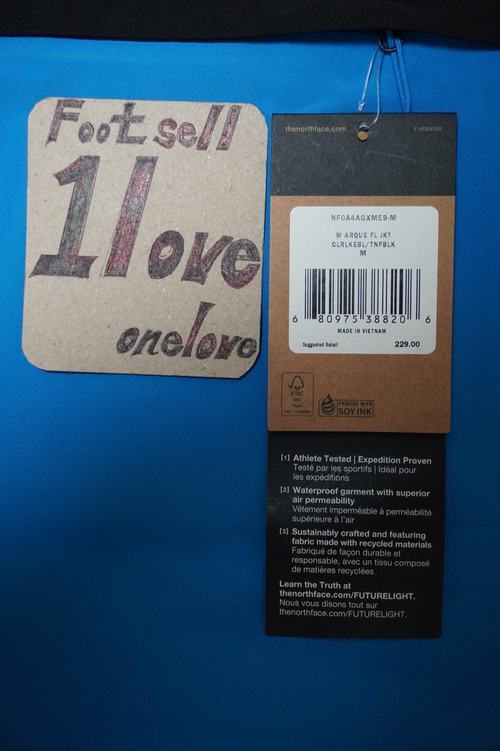 Foot sell
1love
onelove
thenorthface.com
NF0A4AGXME9-M
M ARQUE FL JKT
CLRLKEBL/TNFBLK
M
6 80975 38820 6
MADE IN VIETNAM
Suggested Retail 229.00
FSC
MIX
PRINTED WITH
SOY INK
[1] Athlete Tested | Expedition Proven
Testé par les sportifs | Idéal pour
les expéditions
[2] Waterproof garment with superior
air permeability
Vêtement imperméable à perméabilité
supérieure à l'air
[3] Sustainably crafted and featuring
fabric made with recycled materials
Fabriqué de façon durable et
responsable, avec un tissu composé
de matières recyclées
Learn the Truth at
thenorthface.com/FUTURELIGHT.
Nous vous disons tout sur
thenorthface.com/FUTURELIGHT.